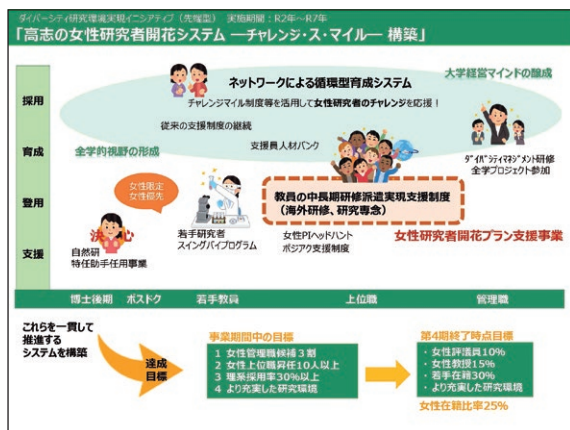 ダイバーシティ研究環境実現イニシアティブ（先端型） 実施期間：R2年～R7年
「高志の女性研究者開花システム ―チャレンジ・ス・マイル― 構築」
ネットワークによる循環型育成システム
チャレンジマイル制度等を活用して女性研究者のチャレンジを応援！
大学経営マインドの醸成
採用
従来の支援制度の継続
支援員人材バンク
育成
全学的視野の形成
ダイバシティマネジメント研修
全学プロジェクト参加
女性限定
女性優先
登用
教員の中長期研修派遣実現支援制度
（海外研修、研究専念）
決心
若手研究者
スイングバイプログラム
女性PIヘッドハント
ポジアク支援制度
女性研究者開花プラン支援事業
支援
自然研
特任助手任用事業
博士後期 ポスドク 若手教員 上位職 管理職
これらを一貫して
推進する
システムを構築
達成
目標
事業期間中の目標
1 女性管理職候補3割
2 女性上位職昇任10人以上
3 理系採用率30%以上
4 より充実した研究環境
第4期終了時点目標
・女性評議員10%
・女性教授15%
・若手在籍30%
・より充実した研究環境
女性在籍比率25%